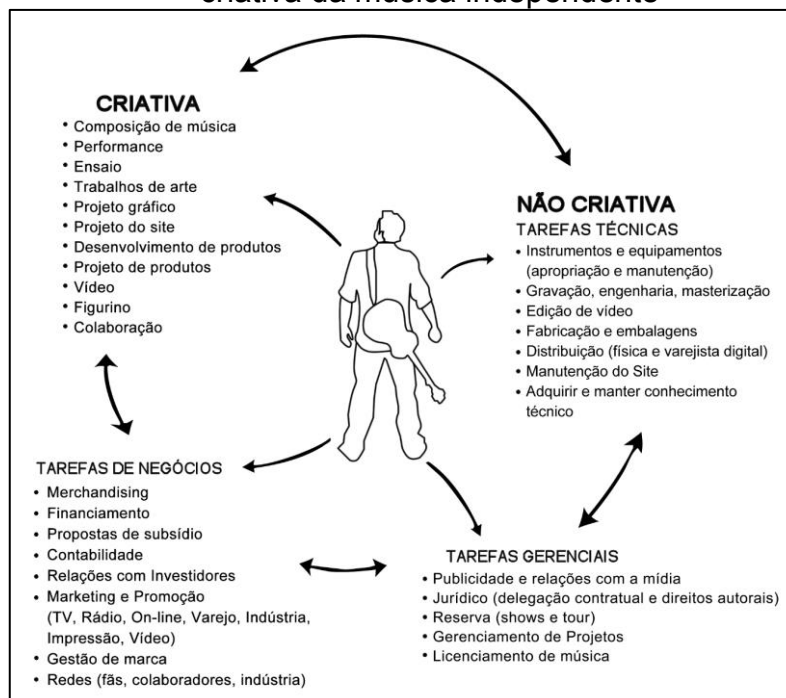 criativa da música independente
CRIATIVA
• Composição de música
• Performance
• Ensaio
• Trabalhos de arte
• Projeto gráfico
• Projeto do site
• Desenvolvimento de produtos
• Projeto de produtos
• Vídeo
• Figurino
• Colaboração
NÃO CRIATIVA
TAREFAS TÉCNICAS
• Instrumentos e equipamentos
(apropriação e manutenção)
• Gravação, engenharia, masterização
• Edição de vídeo
• Fabricação e embalagens
• Distribuição (física e varejista digital)
• Manutenção do Site
• Adquirir e manter conhecimento
técnico
TAREFAS DE NEGÓCIOS
• Merchandising
• Financiamento
• Propostas de subsídio
• Contabilidade
• Relações com Investidores
• Marketing e Promoção
(TV, Rádio, On-line, Varejo, Indústria,
Impressão, Vídeo)
• Gestão de marca
• Redes (fãs, colaboradores, indústria)
TAREFAS GERENCIAIS
• Publicidade e relações com a mídia
• Jurídico (delegação contratual e direitos autorais)
• Reserva (shows e tour)
• Gerenciamento de Projetos
• Licenciamento de música